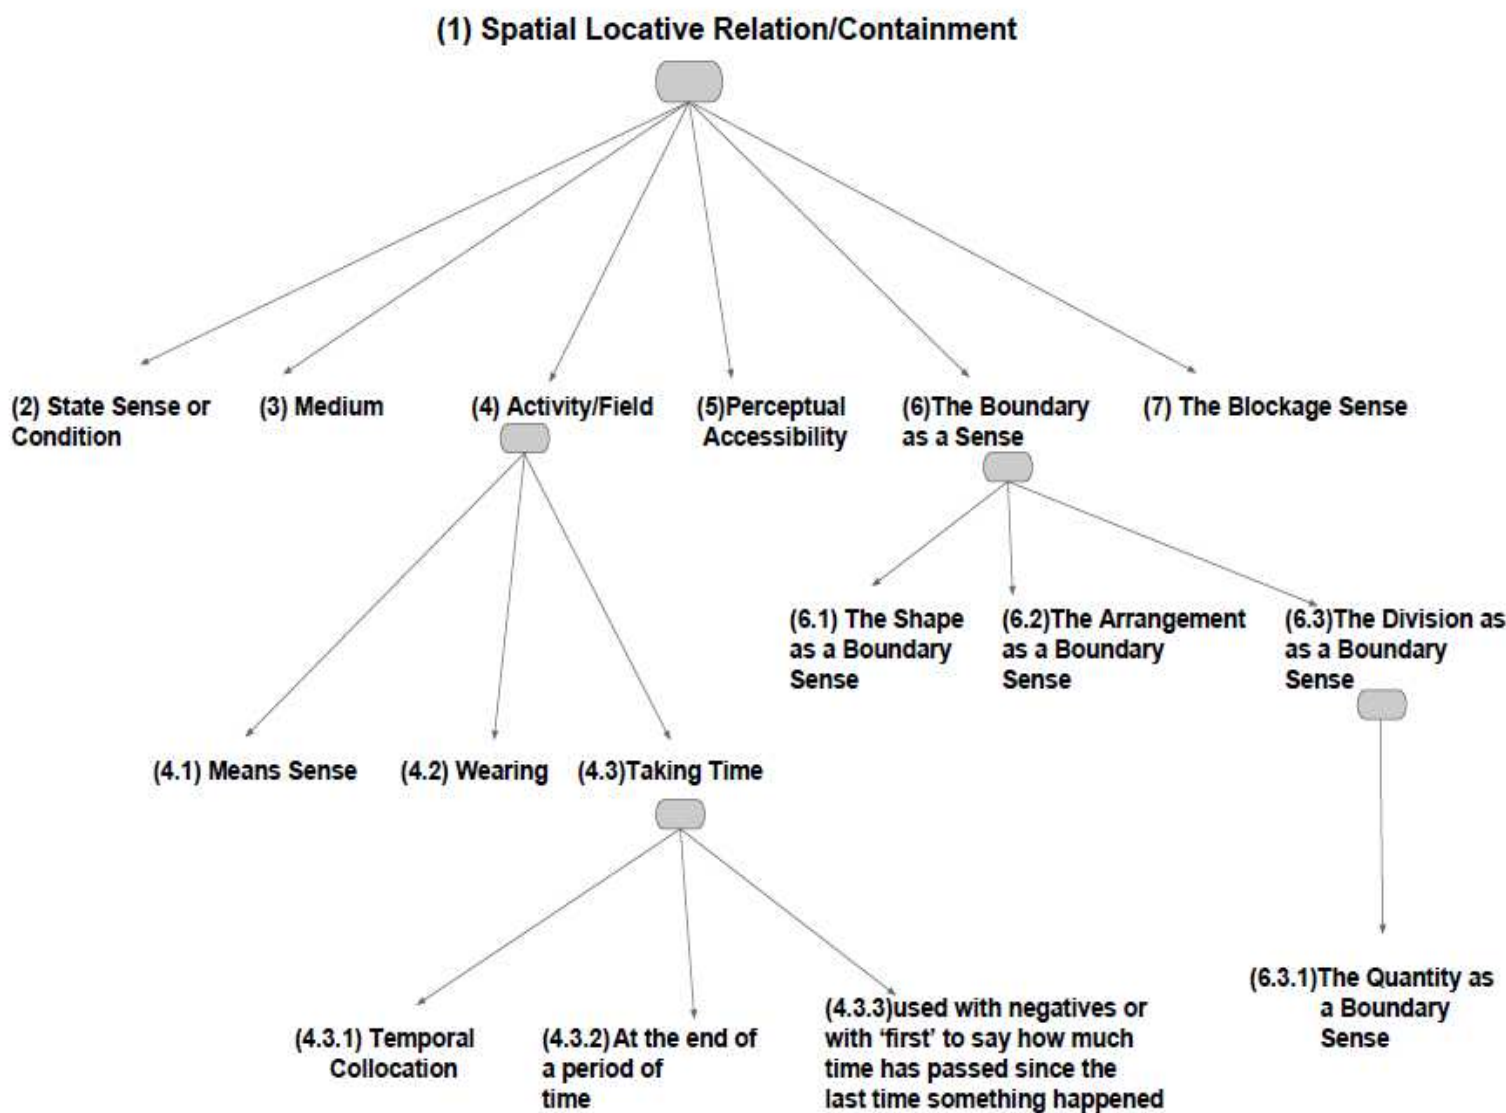 (1) Spatial Locative Relation/Containment
(2) State Sense or
Condition
(3) Medium
(4) Activity/Field
(5)Perceptual
Accessibility
(6)The Boundary
as a Sense
(7) The Blockage Sense
(6.1) The Shape
as a Boundary
Sense
(6.2)The Arrangement
as a Boundary
Sense
(6.3)The Division as
as a Boundary
Sense
(4.1) Means Sense
(4.2) Wearing
(4.3)Taking Time
(4.3.1) Temporal
Collocation
(4.3.2)At the end of
a period of
time
(4.3.3)used with negatives or
with ‘first’ to say how much
time has passed since the
last time something happened
(6.3.1)The Quantity as
a Boundary
Sense